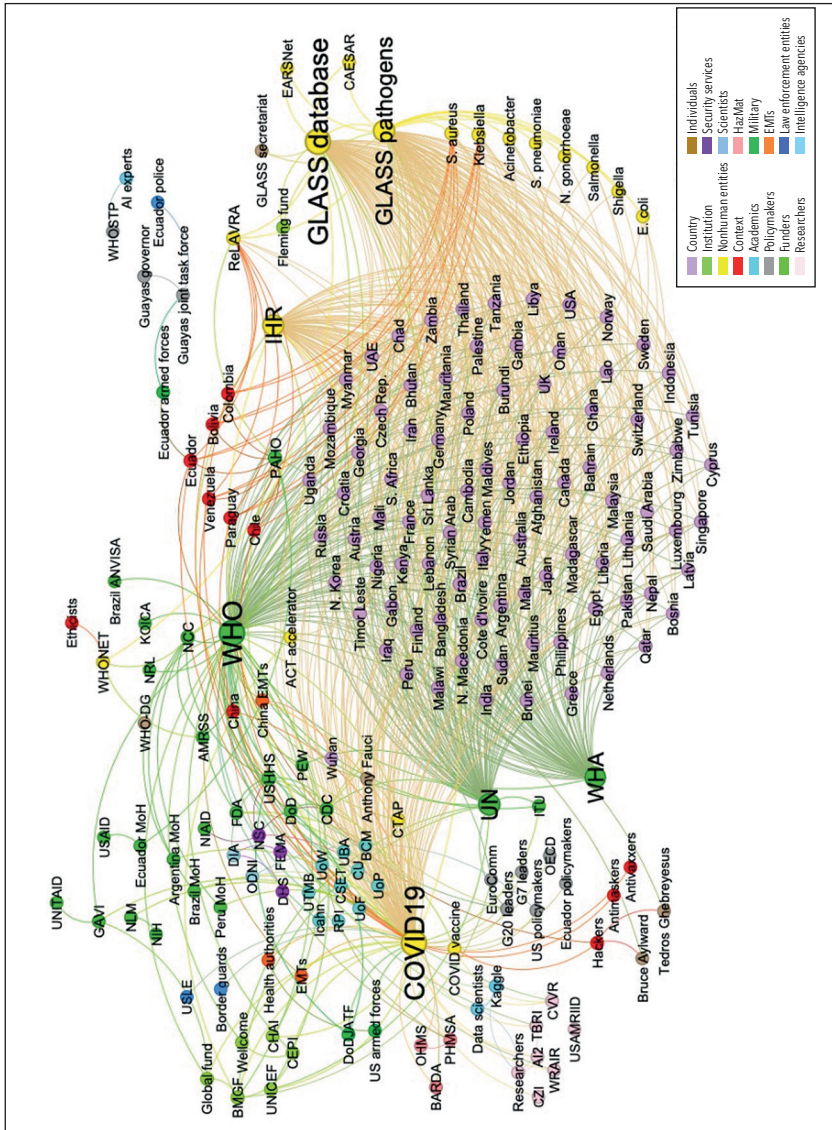 UNITAID
GAVI
USAID
NLM
Ecuador MoH
NIH
Argentina MoH
Brazil MoH
Peru MoH
NIAID
FDA
DIA
NSC
ODNI
FEMA
DHS
DoD
USHHS
PEW
CDC
UTMB
UoW
Icahn
RPI
CSET
UBA
UoF
CU
BCM
UoP
Global fund
BMGF
Wellcome
UNICEF
CHAI
CEPI
USLE
Border guards
Health authorities
EMTs
DoDJATF
US armed forces
COVID19
COVID vaccine
CTAP
Wuhan
Anthony Fauci
BARDA
OHMS
PHMSA
Data scientists
Kaggle
Researchers
CZI
AI2
TBRI
WRAIR
CVVR
USAMRIID
EuroComm
G20 leaders
G7 leaders
US policymakers
OECD
Ecuador policymakers
Hackers
Antimaskers
Antivaxxers
Bruce Aylward
Tedros Ghebreyesus
UN
ITU
WHA
Ethicists
WHONET
Brazil ANVISA
KOICA
NRL
NCC
WHO-DG
AMRSS
WHO
China
China EMTs
ACT accelerator
PAHO
Ecuador armed forces
Guayas governor
Guayas joint task force
WHOSTP
AI experts
Ecuador police
Ecuador
Venezuela
Bolivia
Colombia
Paraguay
Chile
IHR
ReLAVRA
Fleming fund
GLASS secretariat
EARSNet
CAESAR
GLASS database
GLASS pathogens
S. aureus
Klebsiella
Acinetobacter
S. pneumoniae
N. gonorrhoeae
Salmonella
Shigella
E. coli
Uganda
Mozambique
Myanmar
UAE
Chad
Russia
Croatia
Georgia
Czech Rep.
Zambia
N. Korea
Austria
S. Africa
Iran
Bhutan
Mauritania
Thailand
Tanzania
Timor Leste
Nigeria
Mali
Germany
Palestine
Libya
Iraq
Gabon
Kenya
France
Sri Lanka
Poland
Gambia
USA
Peru
Finland
Lebanon
Syrian Arab
Cambodia
Burundi
Oman
Malawi
Bangladesh
Brazil
Yemen
Maldives
Ethiopia
UK
Norway
N. Macedonia
Cote d'Ivoire
Italy
Jordan
Ireland
Lao
India
Sudan
Argentina
Australia
Afghanistan
Canada
Ghana
Sweden
Brunei
Mauritius
Malta
Japan
Bahrain
Switzerland
Indonesia
Philippines
Madagascar
Malaysia
Greece
Egypt
Liberia
Lithuania
Saudi Arabia
Zimbabwe
Tunisia
Netherlands
Pakistan
Nepal
Luxembourg
Cyprus
Qatar
Bosnia
Latvia
Singapore
Country
Institution
Nonhuman entities
Context
Academics
Policymakers
Funders
Researchers
Individuals
Security services
Scientists
HazMat
Military
EMTs
Law enforcement entities
Intelligence agencies